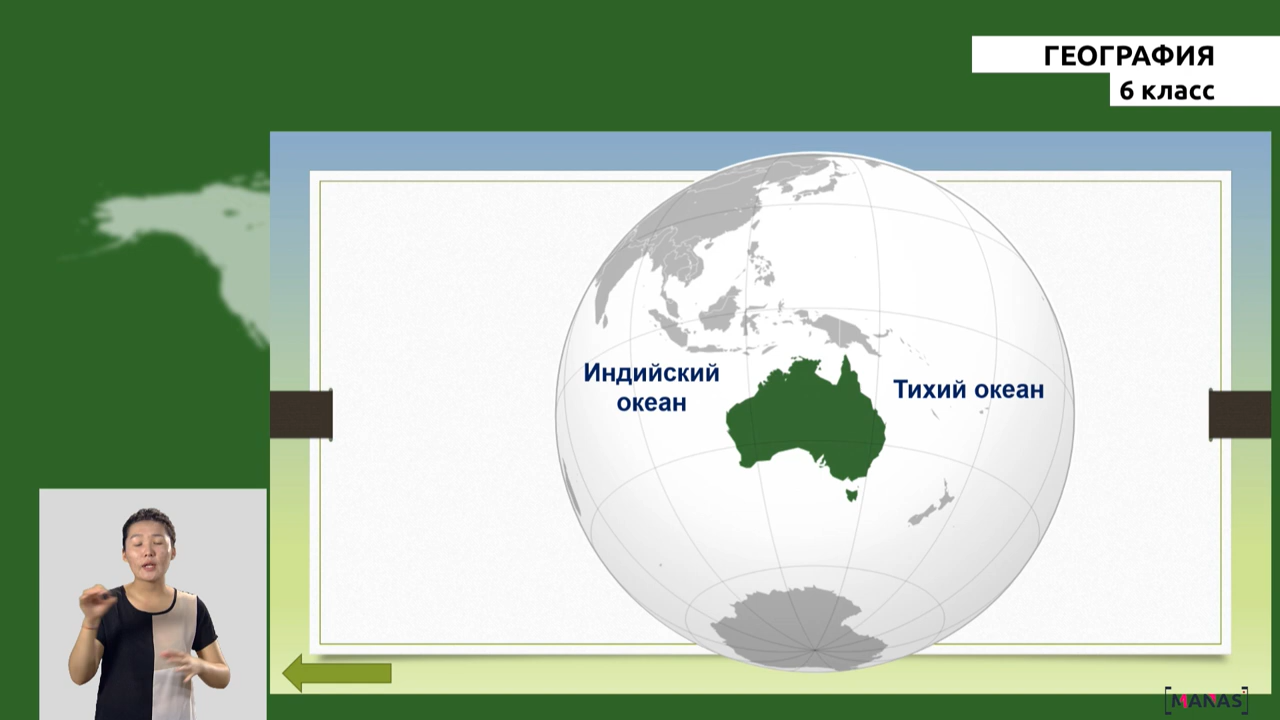 ГЕОГРАФИЯ
6 класс
Индийский
океан
Тихий океан
[MANAS]